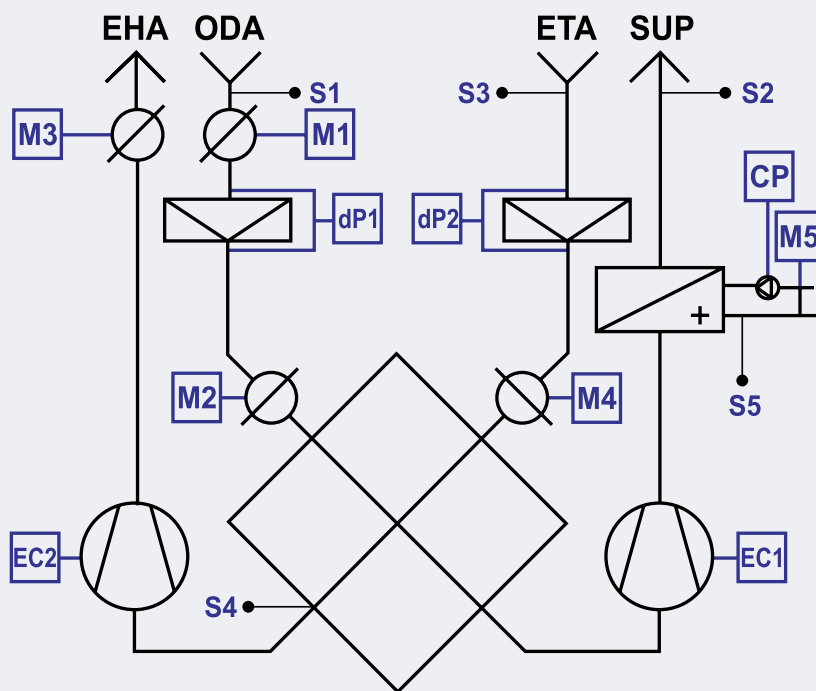 EHA ODA ETA SUP
S1 S3 S2
M3 M1
CP
dP1 dP2
M5
+
M2 M4
S5
EC2 EC1
S4